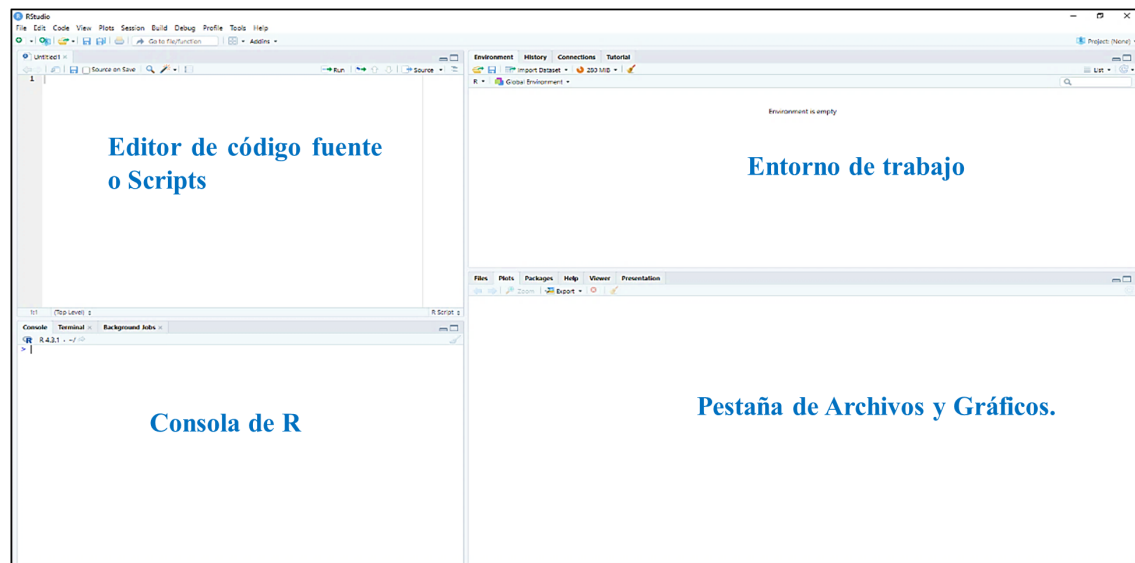 RStudio
File Edit Code View Plots Session Build Debug Profile Tools Help
Go to file/function Addins Project: (None)
Untitled1
Source on Save Run Source
1
Editor de código fuente
o Scripts
1:1 (Top Level) R Script
Console Terminal Background Jobs
R 4.3.1 · ~/
>
Consola de R
Environment History Connections Tutorial
Import Dataset 280 MiB List
R Global Environment
Environment is empty
Entorno de trabajo
Files Plots Packages Help Viewer Presentation
Zoom Export
Pestaña de Archivos y Gráficos.